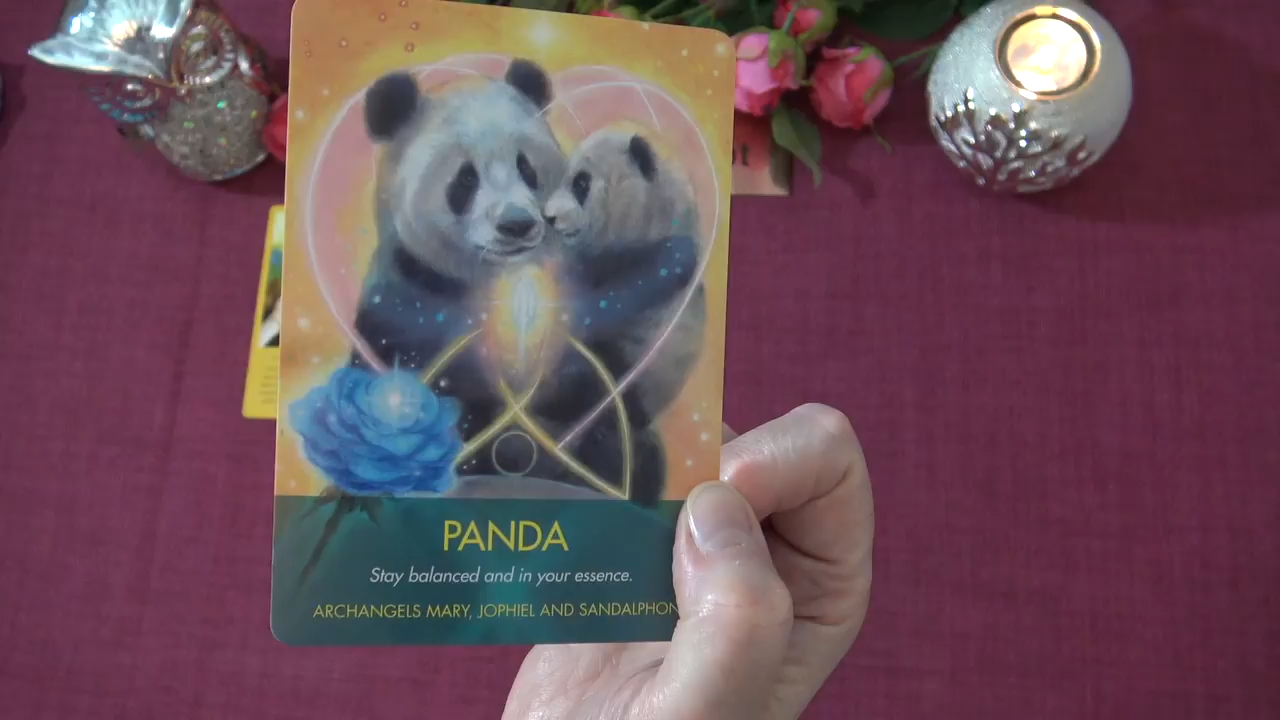 PANDA
Stay balanced and in your essence.
ARCHANGELS MARY, JOPHIEL AND SANDALPHON